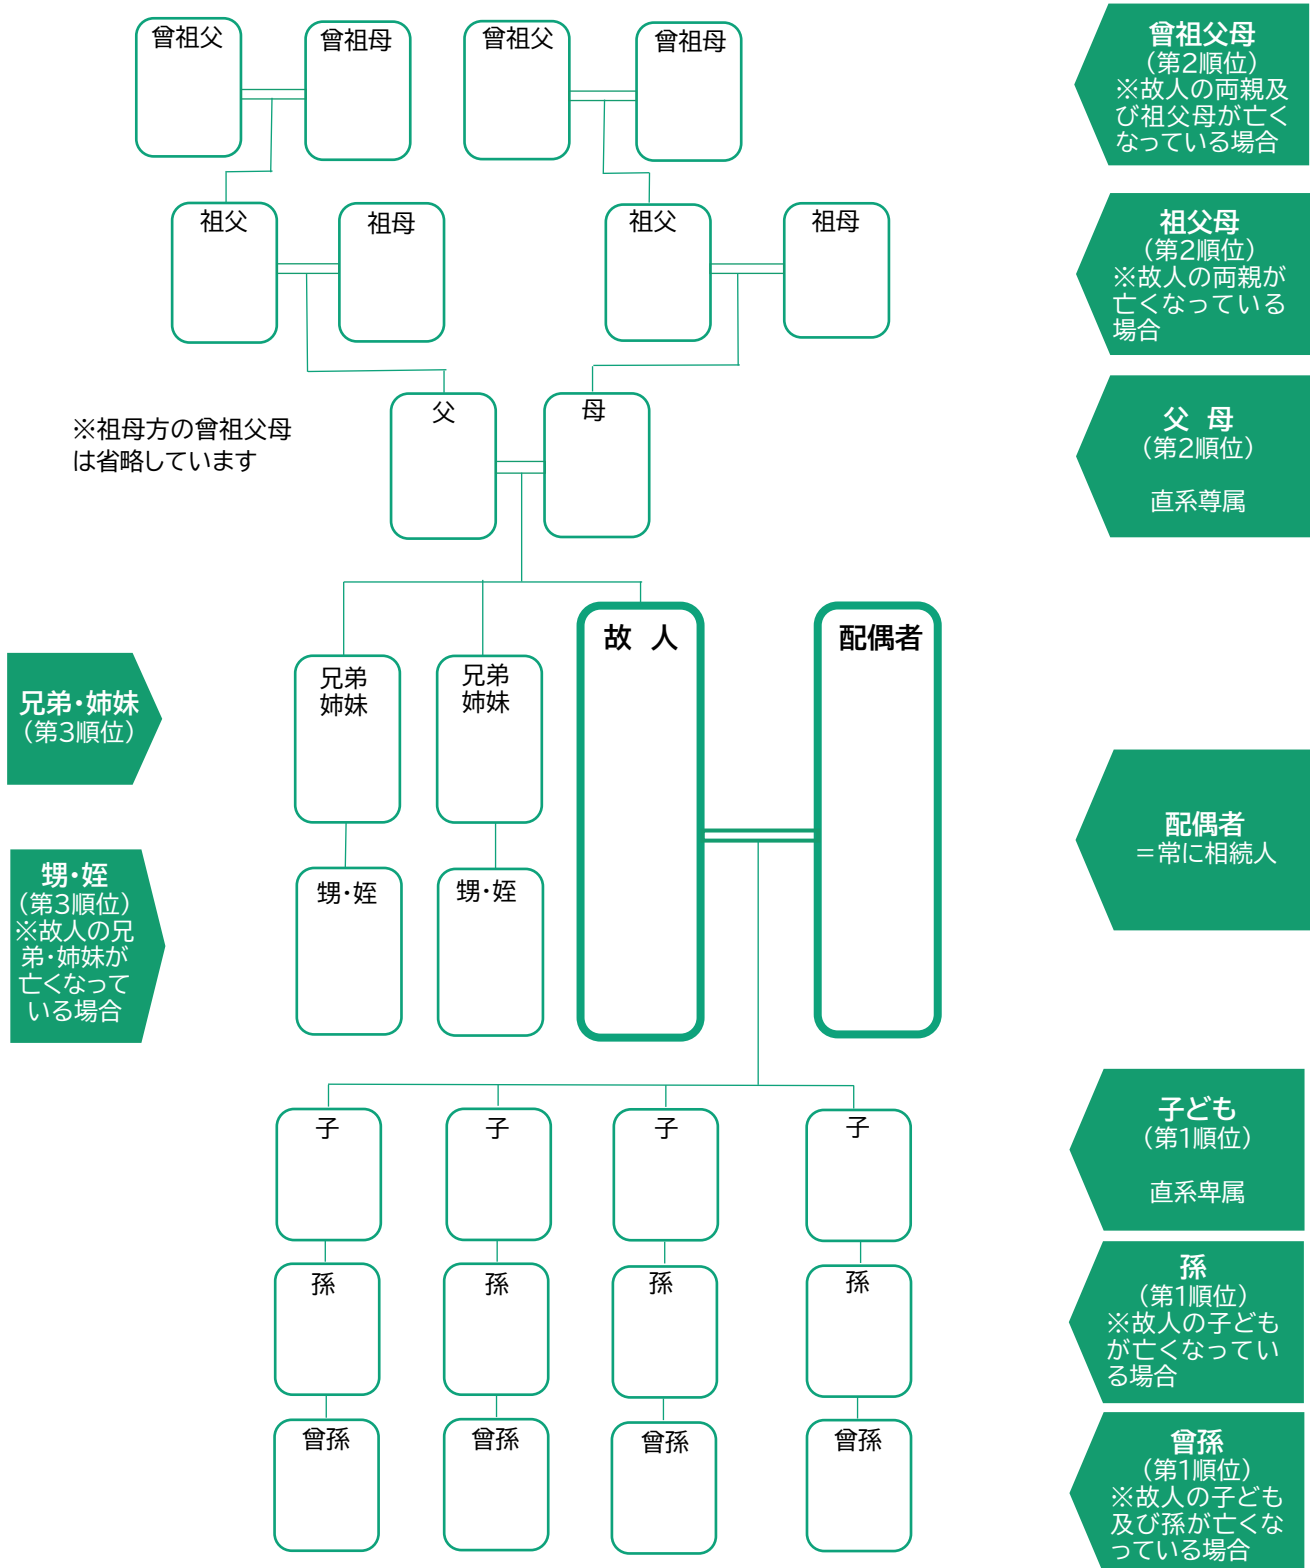 曾祖父
曾祖母
曾祖父
曾祖母
曾祖父母
（第2順位）
※故人の両親及
び祖父母が亡く
なっている場合
祖父
祖母
祖父
祖母
祖父母
（第2順位）
※故人の両親が
亡くなっている
場合
※祖母方の曾祖父母
は省略しています
父
母
父 母
（第2順位）
直系尊属
兄弟・姉妹
（第3順位）
兄弟
姉妹
兄弟
姉妹
故 人
配偶者
配偶者
＝常に相続人
甥・姪
（第3順位）
※故人の兄
弟・姉妹が
亡くなって
いる場合
甥・姪
甥・姪
子
子
子
子
子ども
（第1順位）
直系卑属
孫
孫
孫
孫
孫
（第1順位）
※故人の子ども
が亡くなってい
る場合
曾孫
曾孫
曾孫
曾孫
曾孫
（第1順位）
※故人の子ども
及び孫が亡くな
っている場合